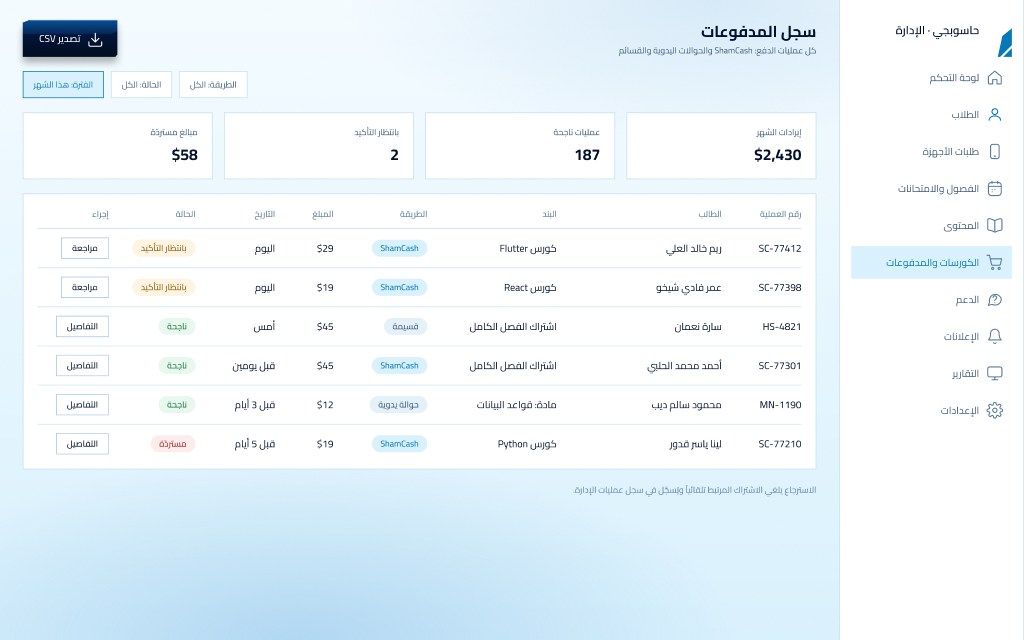 حاسوبجي · الإدارة
لوحة التحكم
الطلاب
طلبات الأجهزة
الفصول والامتحانات
المحتوى
الكورسات والمدفوعات
الدعم
الإعلانات
التقارير
الإعدادات
سجل المدفوعات
كل عمليات الدفع: ShamCash والحوالات اليدوية والقسائم
تصدير CSV
الطريقة: الكل
الحالة: الكل
الفترة: هذا الشهر
إيرادات الشهر
$2,430
عمليات ناجحة
187
بانتظار التأكيد
2
مبالغ مستردّة
$58
رقم العملية الطالب البند الطريقة المبلغ التاريخ الحالة إجراء
SC-77412 ريم خالد العلي كورس Flutter ShamCash $29 اليوم بانتظار التأكيد مراجعة
SC-77398 عمر فادي شيخو كورس React ShamCash $19 اليوم بانتظار التأكيد مراجعة
HS-4821 سارة نعمان اشتراك الفصل الكامل قسيمة $45 أمس ناجحة التفاصيل
SC-77301 أحمد محمد الحلبي اشتراك الفصل الكامل ShamCash $45 قبل يومين ناجحة التفاصيل
MN-1190 محمود سالم ديب مادة: قواعد البيانات حوالة يدوية $12 قبل 3 أيام ناجحة التفاصيل
SC-77210 لينا ياسر قدور كورس Python ShamCash $19 قبل 5 أيام مستردّة التفاصيل
الاسترجاع يلغي الاشتراك المرتبط تلقائياً ويُسجّل في سجل عمليات الإدارة.